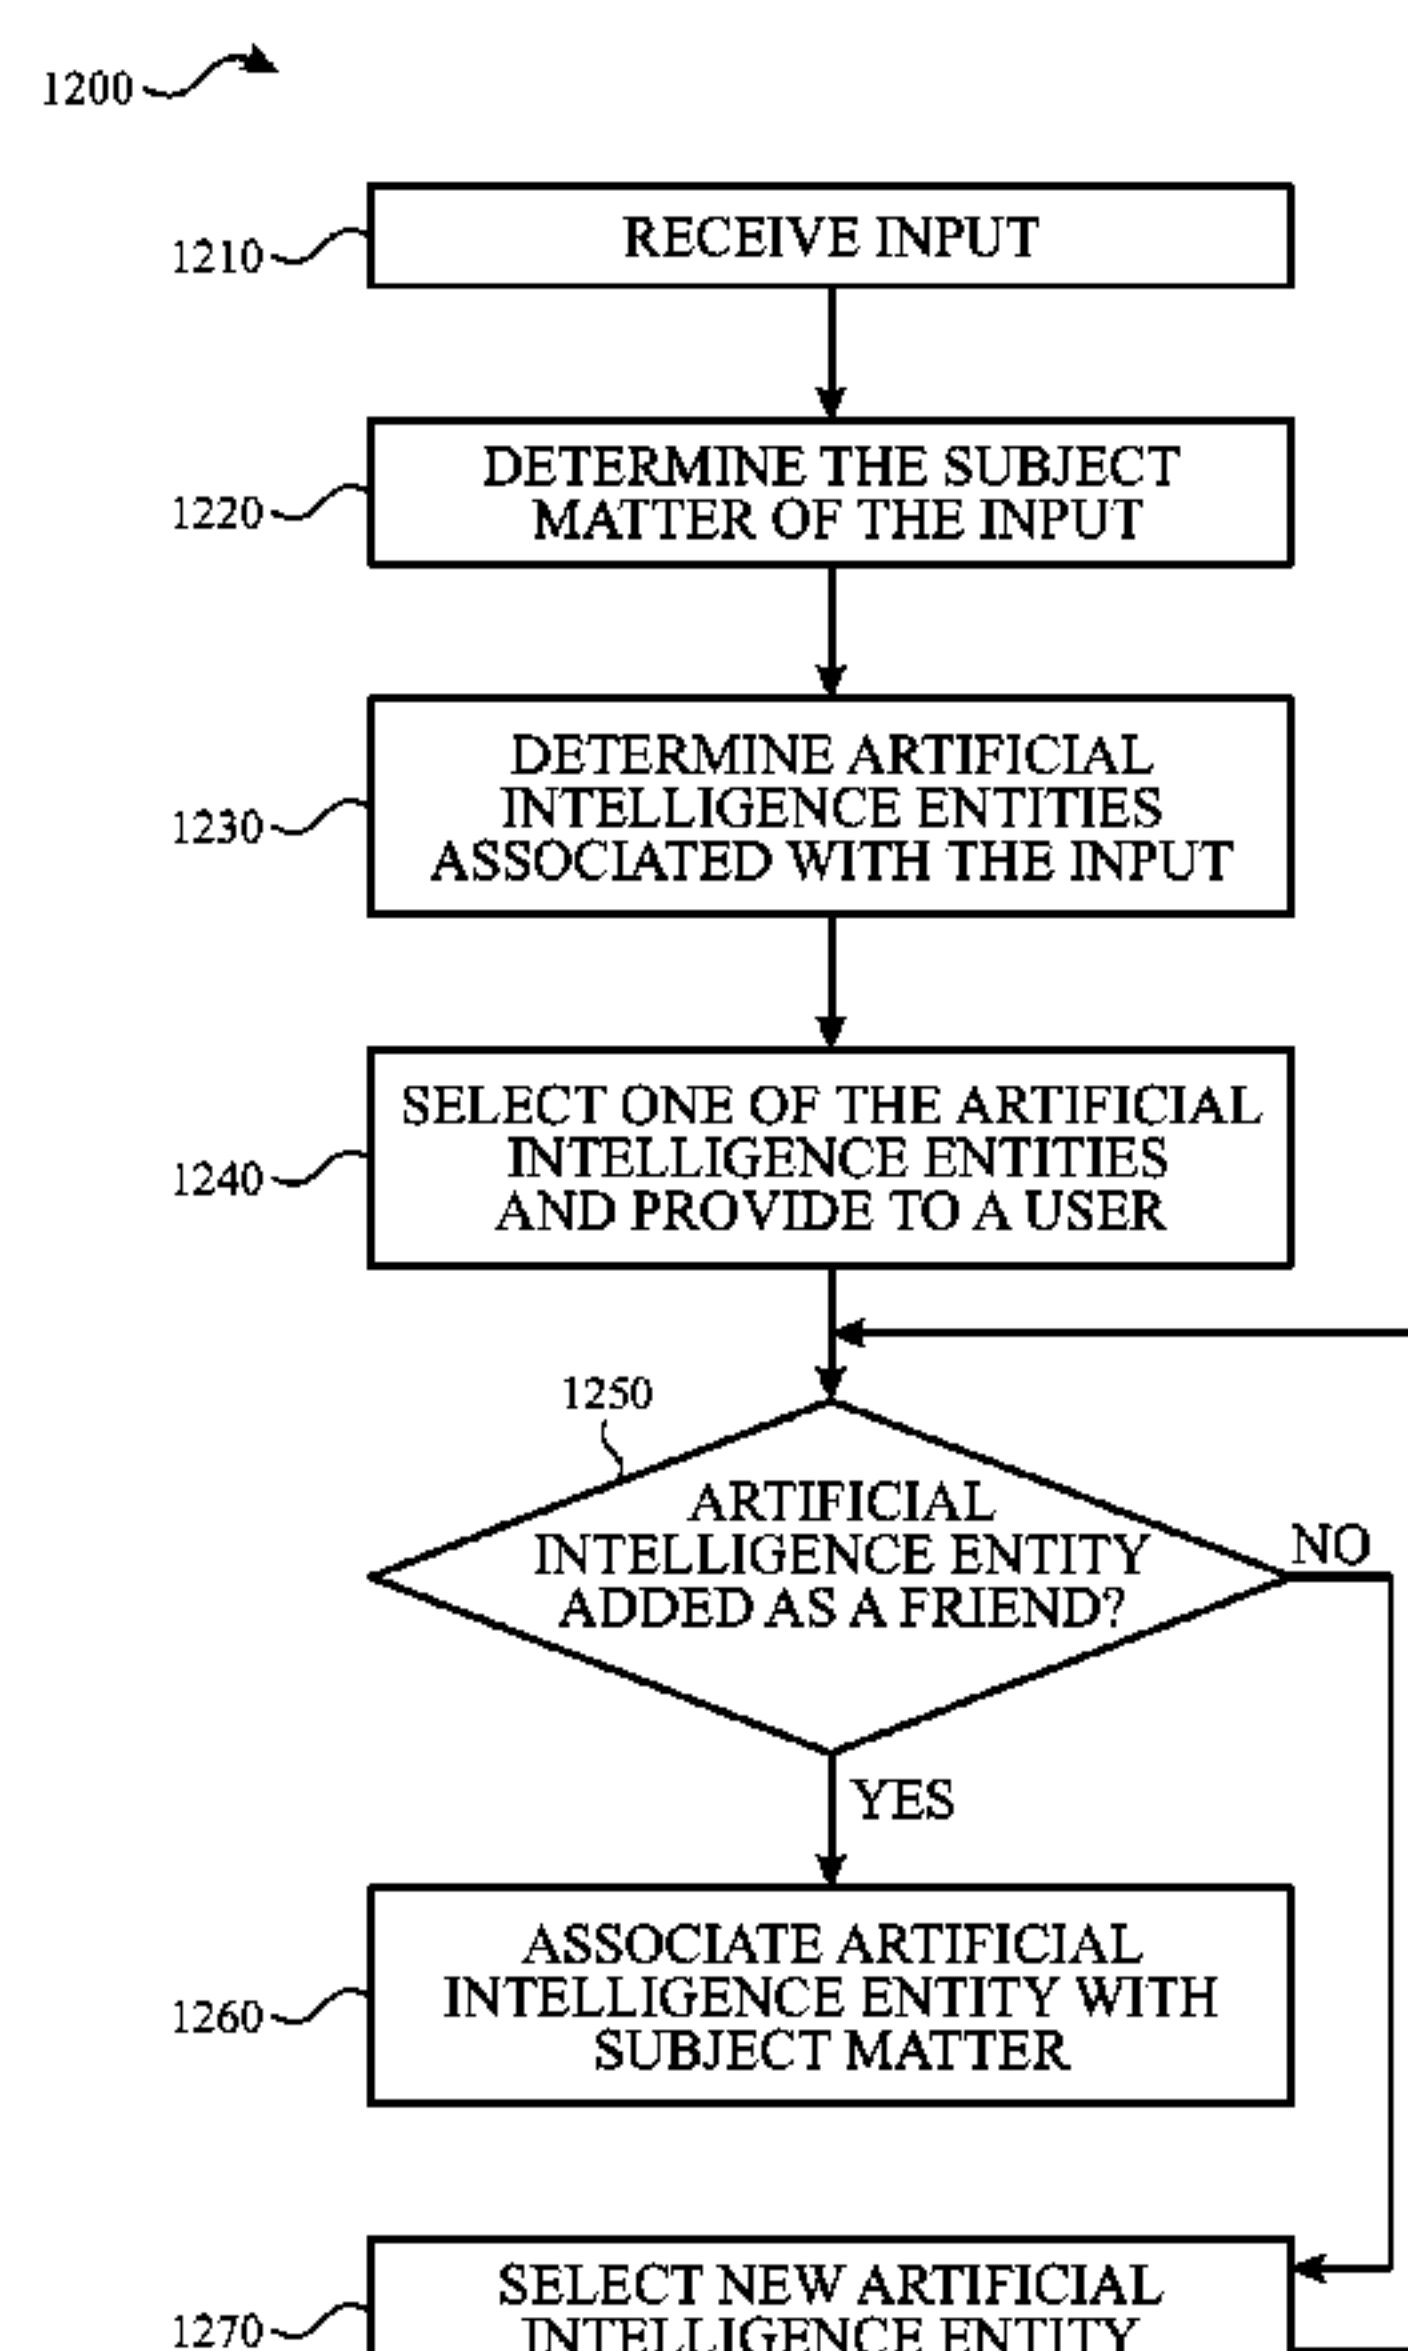 1200
1210
RECEIVE INPUT
1220
DETERMINE THE SUBJECT
MATTER OF THE INPUT
1230
DETERMINE ARTIFICIAL
INTELLIGENCE ENTITIES
ASSOCIATED WITH THE INPUT
1240
SELECT ONE OF THE ARTIFICIAL
INTELLIGENCE ENTITIES
AND PROVIDE TO A USER
1250
ARTIFICIAL
INTELLIGENCE ENTITY
ADDED AS A FRIEND?
NO
YES
1260
ASSOCIATE ARTIFICIAL
INTELLIGENCE ENTITY WITH
SUBJECT MATTER
1270
SELECT NEW ARTIFICIAL
INTELLIGENCE ENTITY